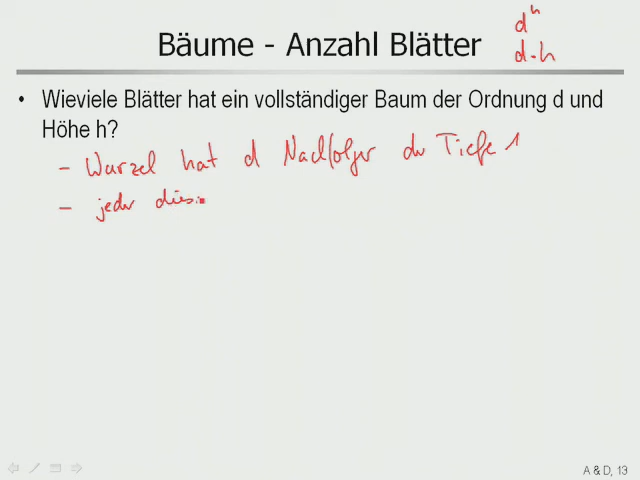 dʰ
Bäume - Anzahl Blätter
d·h
• Wieviele Blätter hat ein vollständiger Baum der Ordnung d und
Höhe h?
– Wurzel hat d Nachfolger der Tiefe 1
– jeder dies
A & D, 13